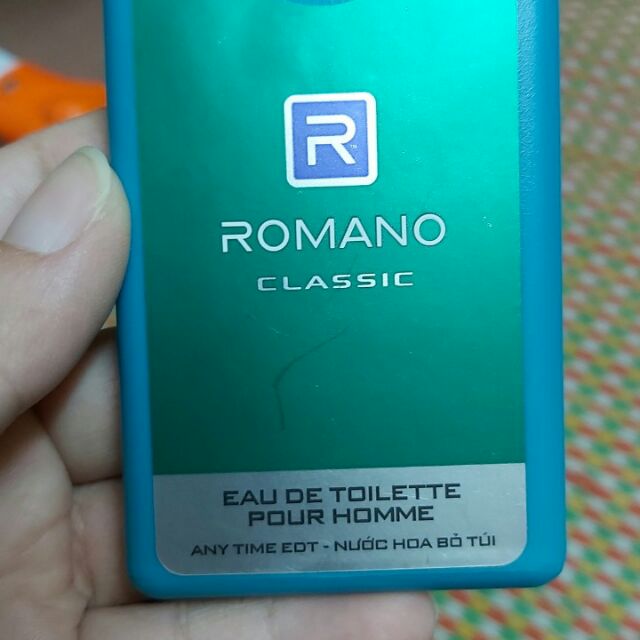 R
ROMANO
CLASSIC
EAU DE TOILETTE
POUR HOMME
ANY TIME EDT - NƯỚC HOA BỎ TÚI